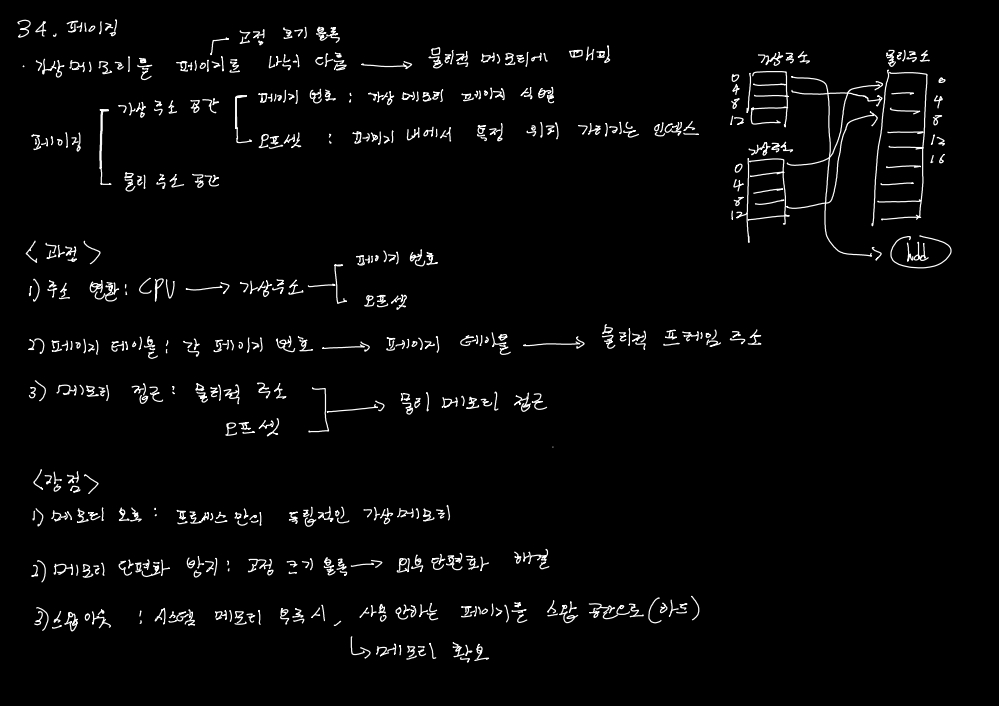 34. 페이징
고정 크기 블록
· 가상메모리를 페이지로 나눠서 다룸 → 물리적 메모리에 매핑
가상 주소 공간
페이지 번호 : 가상 메모리 페이지 식별
페이징
오프셋 : 페이지 내에서 특정 위치 가리키는 인덱스
물리 주소 공간
가상주소
0
4
8
12
가상주소
0
4
8
12
물리주소
0
4
8
12
16
hdd
<과정>
페이지 번호
1) 주소 변환 : CPU → 가상주소
오프셋
2) 페이지 테이블 : 각 페이지 번호 → 페이지 테이블 → 물리적 프레임 주소
3) 메모리 접근 : 물리적 주소
오프셋
→ 물리 메모리 접근
<장점>
1) 메모리 보호 : 프로세스만의 독립적인 가상메모리
2) 메모리 단편화 방지 : 고정 크기 블록 → 외부 단편화 해결
3) 스왑아웃 : 시스템 메모리 부족 시, 사용 안하는 페이지를 스왑 공간으로 (하드)
↳ 메모리 확보